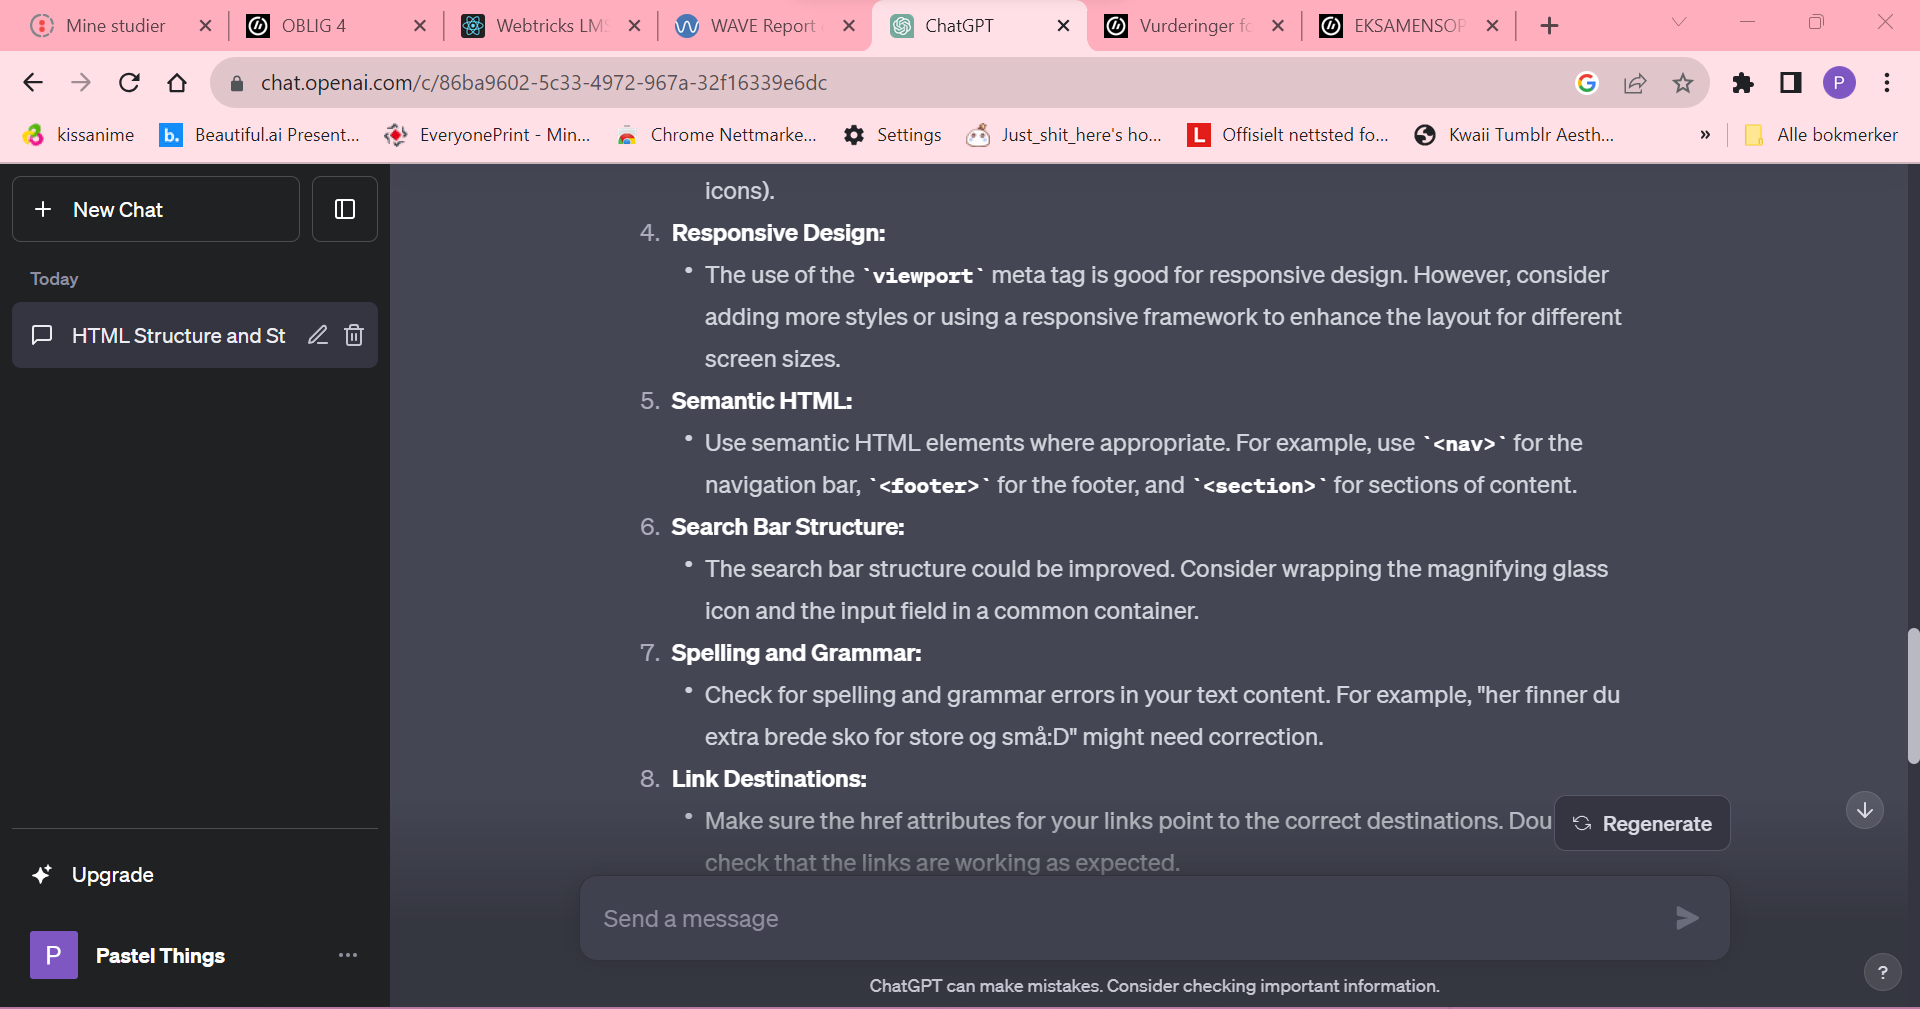 Mine studier
OBLIG 4
Webtricks LMS
WAVE Report
ChatGPT
Vurderinger fo
EKSAMENSOP
chat.openai.com/c/86ba9602-5c33-4972-967a-32f16339e6dc
P
kissanime
b.
Beautiful.ai Present...
EveryonePrint - Min...
Chrome Nettmarke...
Settings
Just_shit_here's ho...
L
Offisielt nettsted fo...
Kwaii Tumblr Aesth...
»
Alle bokmerker
+ New Chat
Today
HTML Structure and St
Upgrade
P
Pastel Things
...
icons).
4. Responsive Design:
• The use of the `viewport` meta tag is good for responsive design. However, consider
adding more styles or using a responsive framework to enhance the layout for different
screen sizes.
5. Semantic HTML:
• Use semantic HTML elements where appropriate. For example, use `<nav>` for the
navigation bar, `<footer>` for the footer, and `<section>` for sections of content.
6. Search Bar Structure:
• The search bar structure could be improved. Consider wrapping the magnifying glass
icon and the input field in a common container.
7. Spelling and Grammar:
• Check for spelling and grammar errors in your text content. For example, "her finner du
extra brede sko for store og små:D" might need correction.
8. Link Destinations:
• Make sure the href attributes for your links point to the correct destinations. Dou
check that the links are working as expected.
Regenerate
Send a message
ChatGPT can make mistakes. Consider checking important information.
?